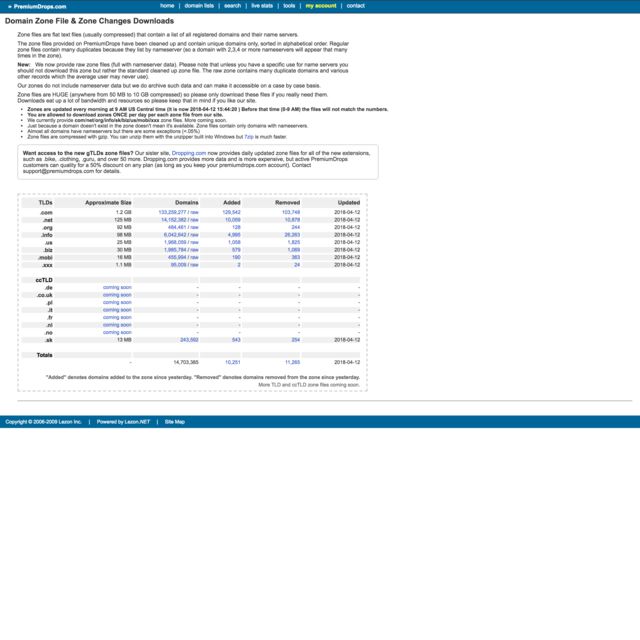 » PremiumDrops.com
home | domain lists | search | live stats | tools | my account | contact
Domain Zone File & Zone Changes Downloads
Zone files are flat text files (usually compressed) that contain a list of all registered domains and their name servers.
The zone files provided on PremiumDrops have been cleaned up and contain unique domains only, sorted in alphabetical order. Regular
zone files contain many duplicates because they list by nameserver (so a domain with 2,3,4 or more nameservers will appear that many
times in the zone).
New: We now provide raw zone files (full with nameserver data). Please note that unless you have a specific use for name servers you
should not download this zone but rather the standard cleaned up zone file. The raw zone contains many duplicate domains and various
other records which the average user may never use).
Our zones do not include nameserver data but we do archive such data and can make it accessible on a case by case basis.
Zone files are HUGE (anywhere from 50 MB to 10 GB compressed) so please only download these files if you really need them.
Downloads eat up a lot of bandwidth and resources so please keep that in mind if you like our site.
• Zones are updated every morning at 9 AM US Central time (it is now 2018-04-12 15:44:20 ) Before that time (0-9 AM) the files will not match the numbers.
• You are allowed to download zones ONCE per day per each zone file from our site.
• We currently provide com/net/org/info/sk/biz/us/mobi/xxx zone files. More coming soon.
• Just because a domain doesn't exist in the zone doesn't mean it's available. Zone files contain only domains with nameservers.
• Almost all domains have nameservers but there are some exceptions (<.05%)
• Zone files are compressed with gzip. You can unzip them with the unzipper built into Windows but 7zip is much faster.
Want access to the new gTLDs zone files? Our sister site, Dropping.com now provides daily updated zone files for all of the new extensions,
such as .bike, .clothing, .guru, and over 50 more. Dropping.com provides more data and is more expensive, but active PremiumDrops
customers can qualify for a 50% discount on any plan (as long as you keep your premiumdrops.com account). Contact
support@premiumdrops.com for details.
TLDs Approximate Size Domains Added Removed Updated
.com 1.2 GB 133,259,277 / raw 129,542 103,748 2018-04-12
.net 125 MB 14,152,382 / raw 10,069 10,878 2018-04-12
.org 92 MB 484,461 / raw 128 244 2018-04-12
.info 98 MB 6,042,642 / raw 4,995 26,283 2018-04-12
.us 25 MB 1,968,059 / raw 1,058 1,825 2018-04-12
.biz 30 MB 1,985,784 / raw 579 1,089 2018-04-12
.mobi 16 MB 455,994 / raw 190 363 2018-04-12
.xxx 1.1 MB 95,009 / raw 2 24 2018-04-12
ccTLD
.de coming soon - - - -
.co.uk coming soon - - - -
.pl coming soon - - - -
.it coming soon - - - -
.fr coming soon - - - -
.nl coming soon - - - -
.no coming soon - - - -
.sk 13 MB 243,592 543 254 2018-04-12
Totals
- 14,703,385 10,251 11,265 2018-04-12
"Added" denotes domains added to the zone since yesterday. "Removed" denotes domains removed from the zone since yesterday.
More TLD and ccTLD zone files coming soon.
Copyright © 2006-2009 Lezon Inc. | Powered by Lezon.NET | Site Map